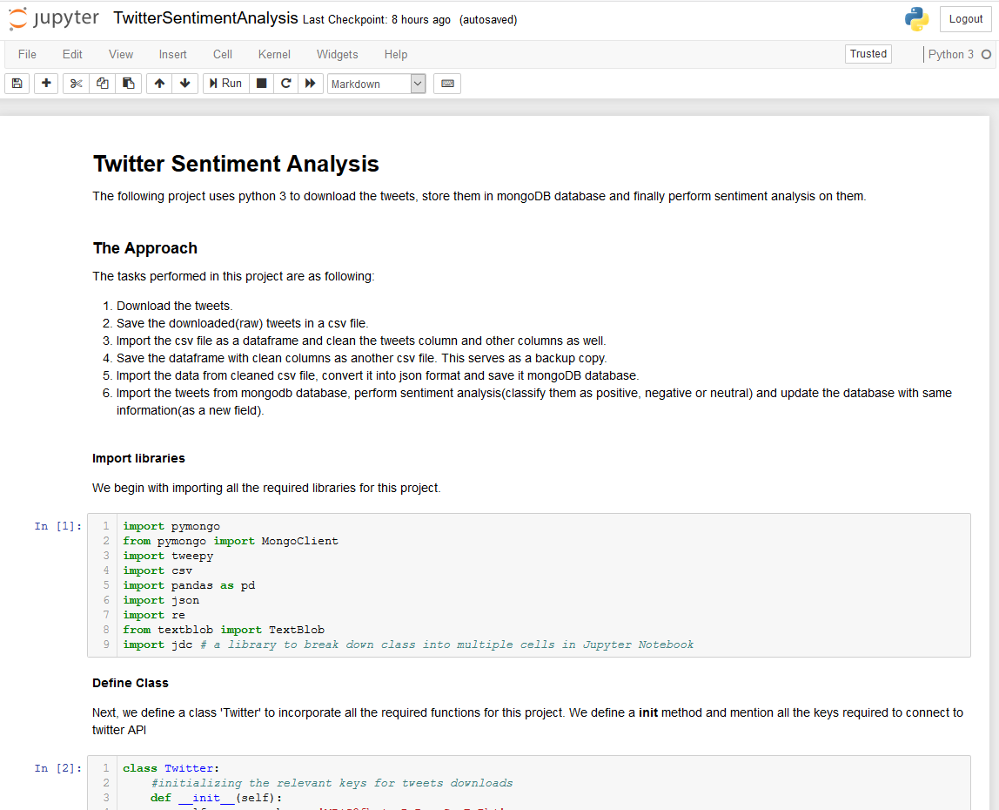 jupyter TwitterSentimentAnalysis Last Checkpoint: 8 hours ago (autosaved) Logout
File Edit View Insert Cell Kernel Widgets Help Trusted Python 3
Run Markdown
Twitter Sentiment Analysis
The following project uses python 3 to download the tweets, store them in mongoDB database and finally perform sentiment analysis on them.
The Approach
The tasks performed in this project are as following:
1. Download the tweets.
2. Save the downloaded(raw) tweets in a csv file.
3. Import the csv file as a dataframe and clean the tweets column and other columns as well.
4. Save the dataframe with clean columns as another csv file. This serves as a backup copy.
5. Import the data from cleaned csv file, convert it into json format and save it mongoDB database.
6. Import the tweets from mongodb database, perform sentiment analysis(classify them as positive, negative or neutral) and update the database with same
information(as a new field).
Import libraries
We begin with importing all the required libraries for this project.
In [1]: 1 import pymongo
2 from pymongo import MongoClient
3 import tweepy
4 import csv
5 import pandas as pd
6 import json
7 import re
8 from textblob import TextBlob
9 import jdc # a library to break down class into multiple cells in Jupyter Notebook
Define Class
Next, we define a class 'Twitter' to incorporate all the required functions for this project. We define a init method and mention all the keys required to connect to
twitter API
In [2]: 1 class Twitter:
2 #initializing the relevant keys for tweets downloads
3 def __init__(self):